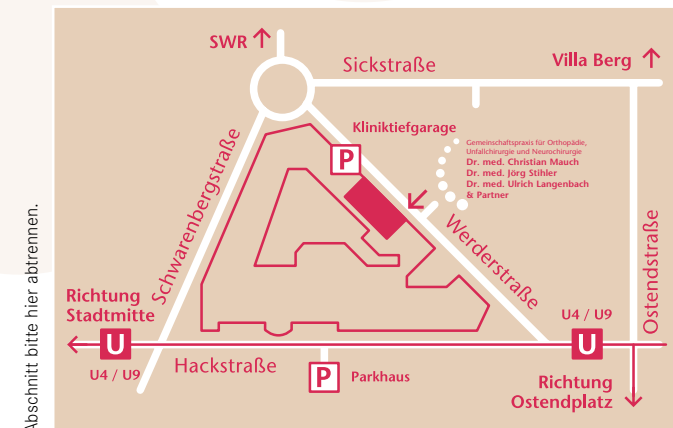 SWR
Sickstraße
Villa Berg
Kliniktiefgarage
P
Gemeinschaftspraxis für Orthopädie,
Unfallchirurgie und Neurochirurgie
Dr. med. Christian Mauch
Dr. med. Jörg Stihler
Dr. med. Ulrich Langenbach
& Partner
Schwarenbergstraße
Werderstraße
Ostendstraße
Richtung
Stadtmitte
U
U4 / U9
Hackstraße
P
Parkhaus
U4 / U9
U
Richtung
Ostendplatz
Abschnitt bitte hier abtrennen.